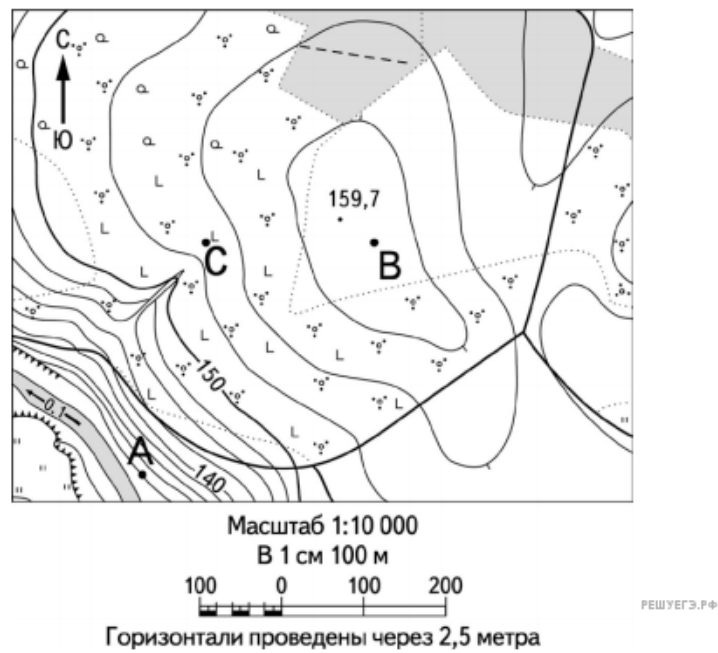 С
Ю
159,7
С
В
150
0,1
А
140
Масштаб 1:10 000
В 1 см 100 м
100 0 100 200
Горизонтали проведены через 2,5 метра
РЕШУЕГЭ.РФ